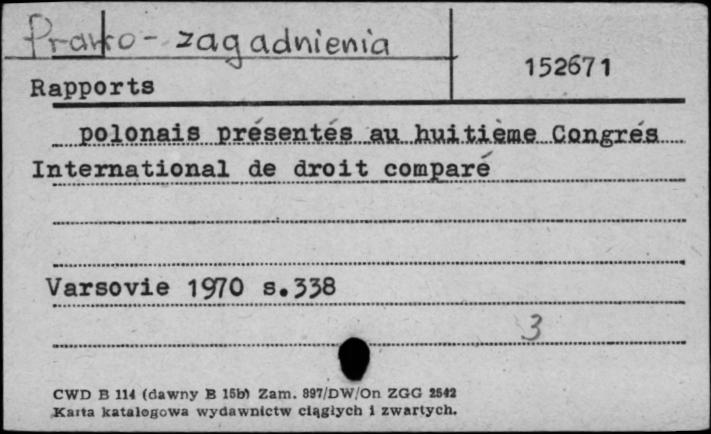 Prawo - zagadnienia
152671
Rapports
polonais présentés au huitième Congrés
International de droit comparé
Varsovie 1970 s.338
3
CWD B 114 (dawny B 15b) Zam. 897/DW/On ZGG 2542
Karta katalogowa wydawnictw ciągłych i zwartych.